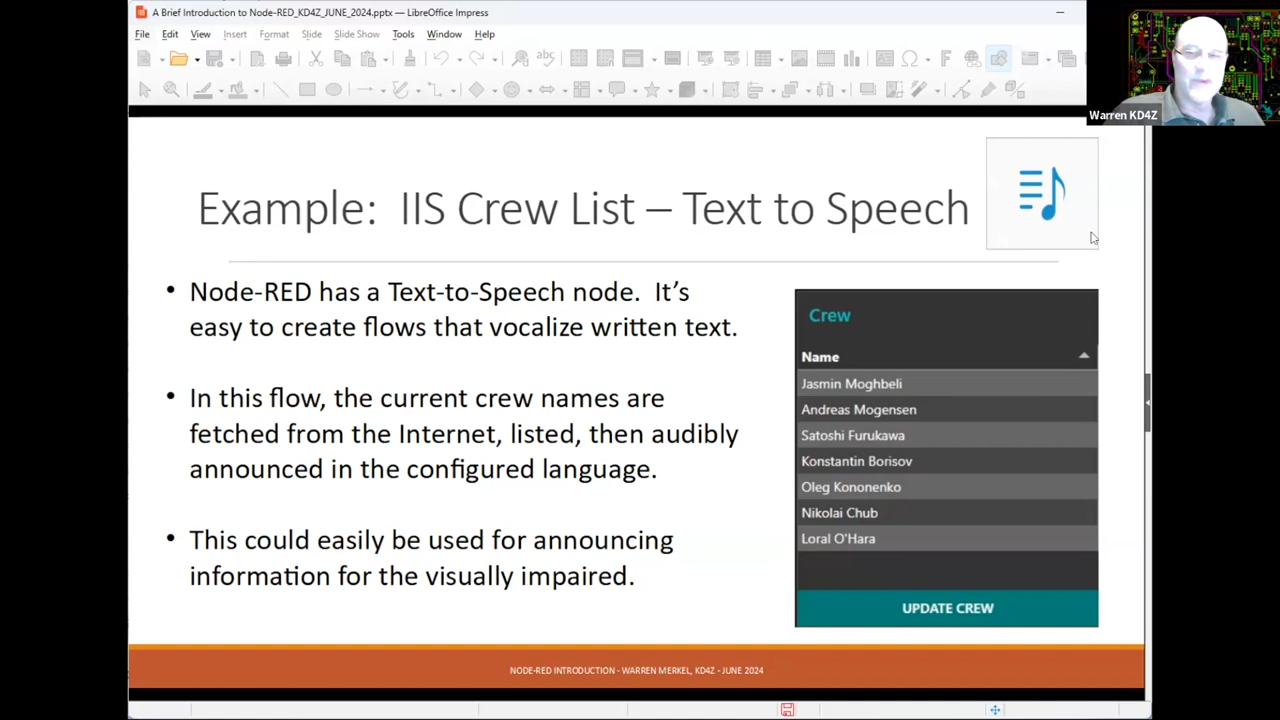 A Brief Introduction to Node-RED_KD4Z_JUNE_2024.pptx — LibreOffice Impress
File Edit View Insert Format Slide Slide Show Tools Window Help
Warren KD4Z
Example: IIS Crew List – Text to Speech
• Node-RED has a Text-to-Speech node. It’s
easy to create flows that vocalize written text.
• In this flow, the current crew names are
fetched from the Internet, listed, then audibly
announced in the configured language.
• This could easily be used for announcing
information for the visually impaired.
Crew
Name
Jasmin Moghbeli
Andreas Mogensen
Satoshi Furukawa
Konstantin Borisov
Oleg Kononenko
Nikolai Chub
Loral O'Hara
UPDATE CREW
NODE-RED INTRODUCTION - WARREN MERKEL, KD4Z - JUNE 2024